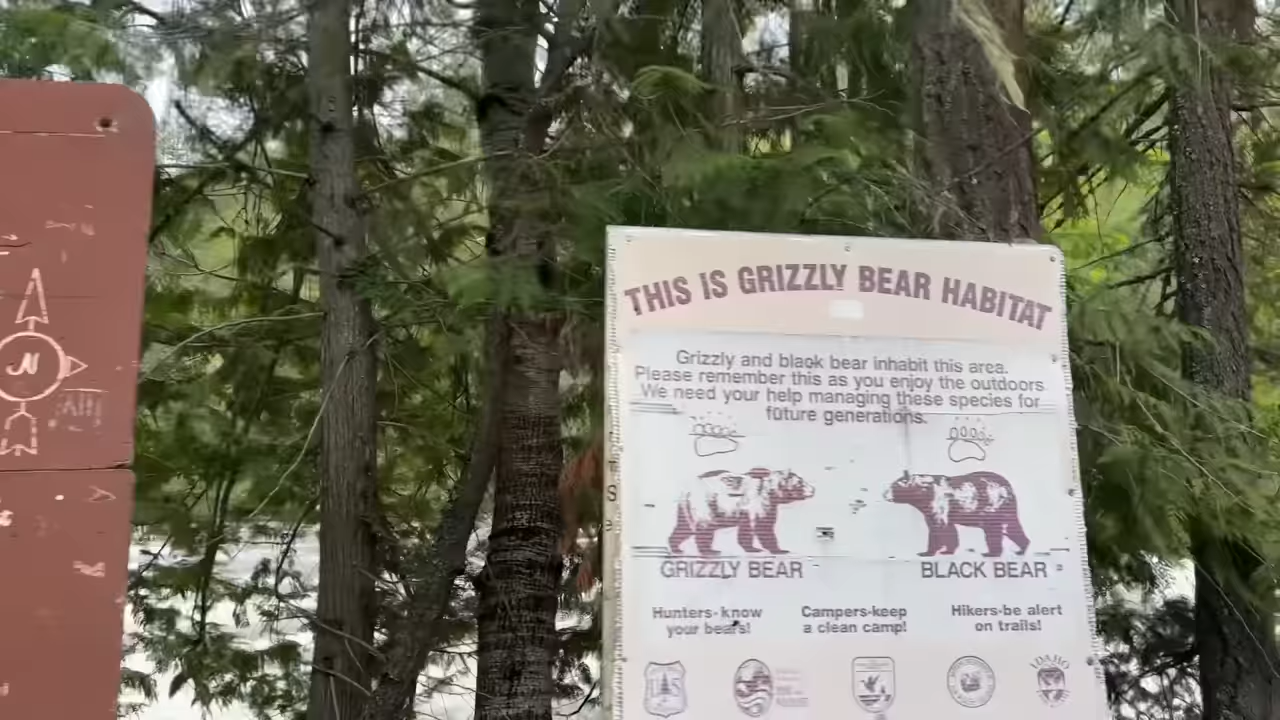 N
THIS IS GRIZZLY BEAR HABITAT
Grizzly and black bear inhabit this area.
Please remember this as you enjoy the outdoors
We need your help managing these species for
future generations.
GRIZZLY BEAR
BLACK BEAR
Hunters-know
your bears!
Campers-keep
a clean camp!
Hikers-be alert
on trails!
IDAHO